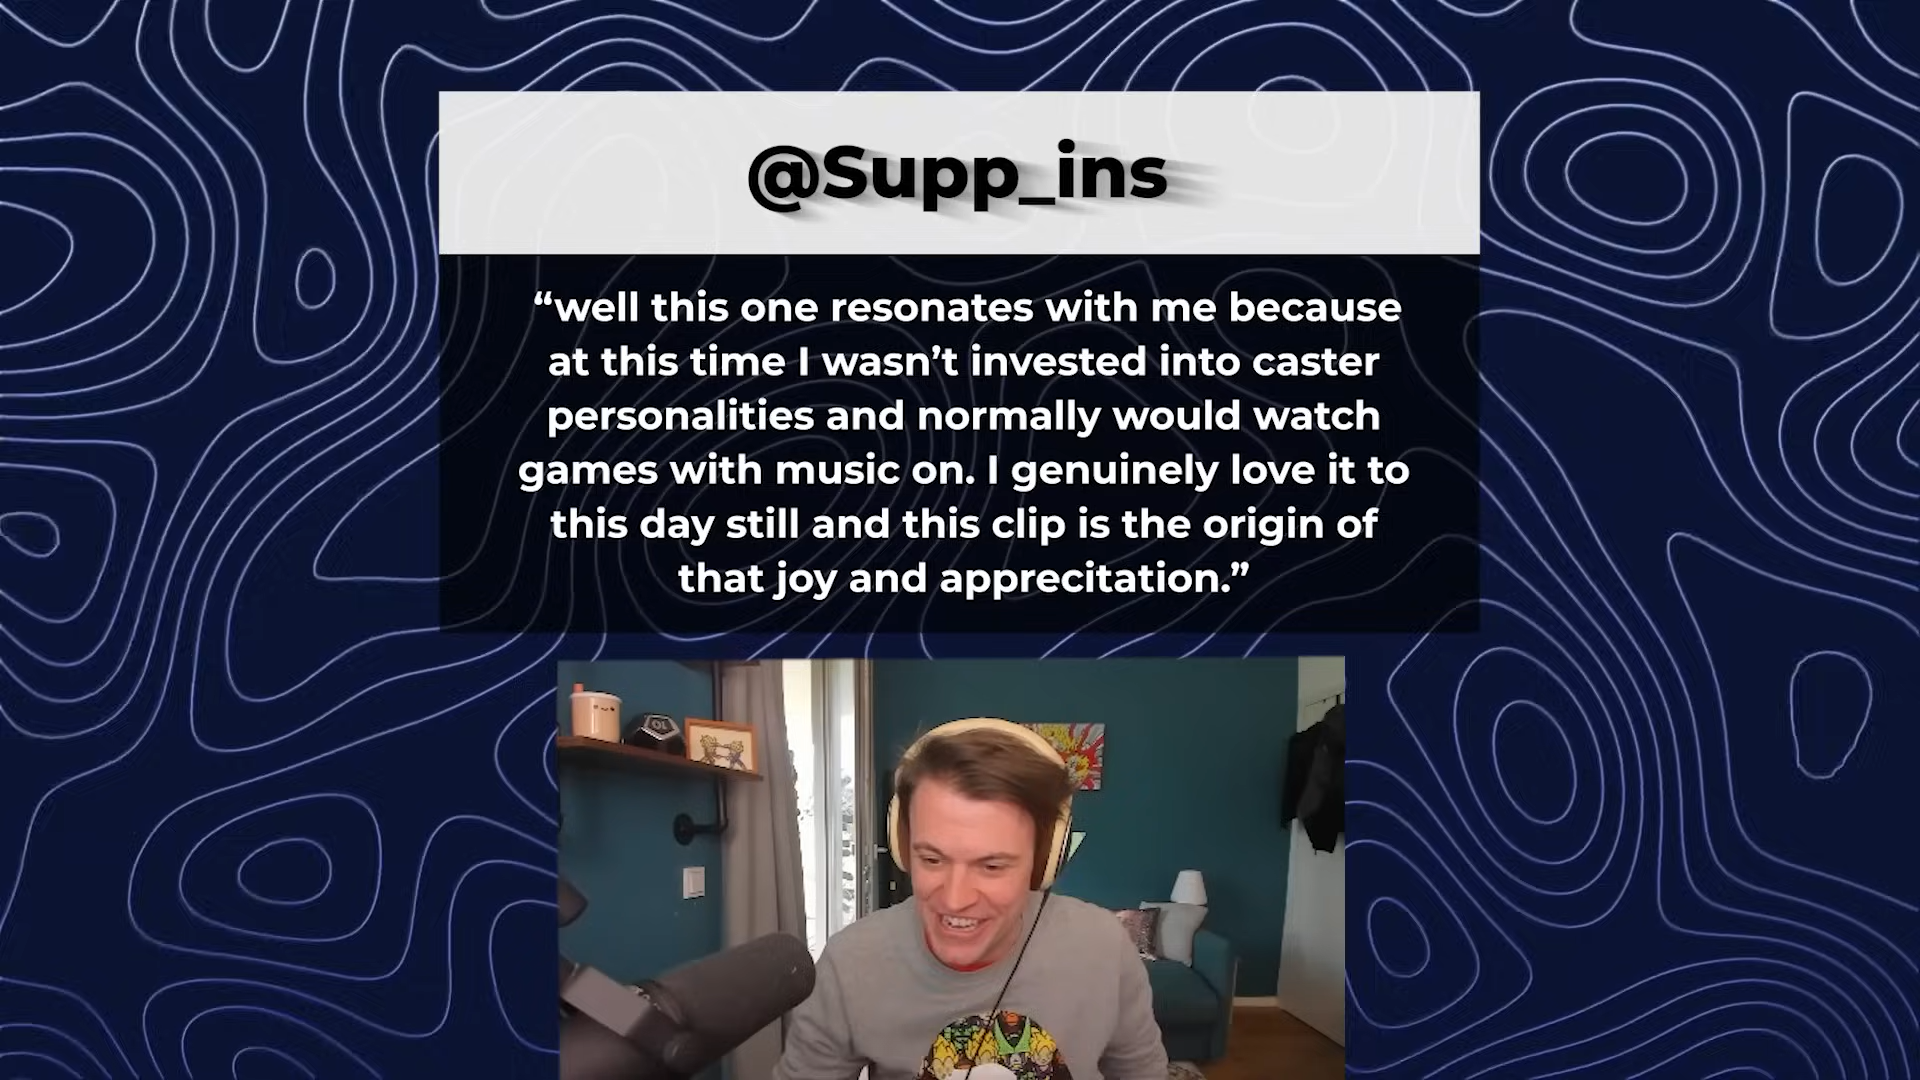 @Supp_ins
“well this one resonates with me because
at this time I wasn’t invested into caster
personalities and normally would watch
games with music on. I genuinely love it to
this day still and this clip is the origin of
that joy and apprecitation.”